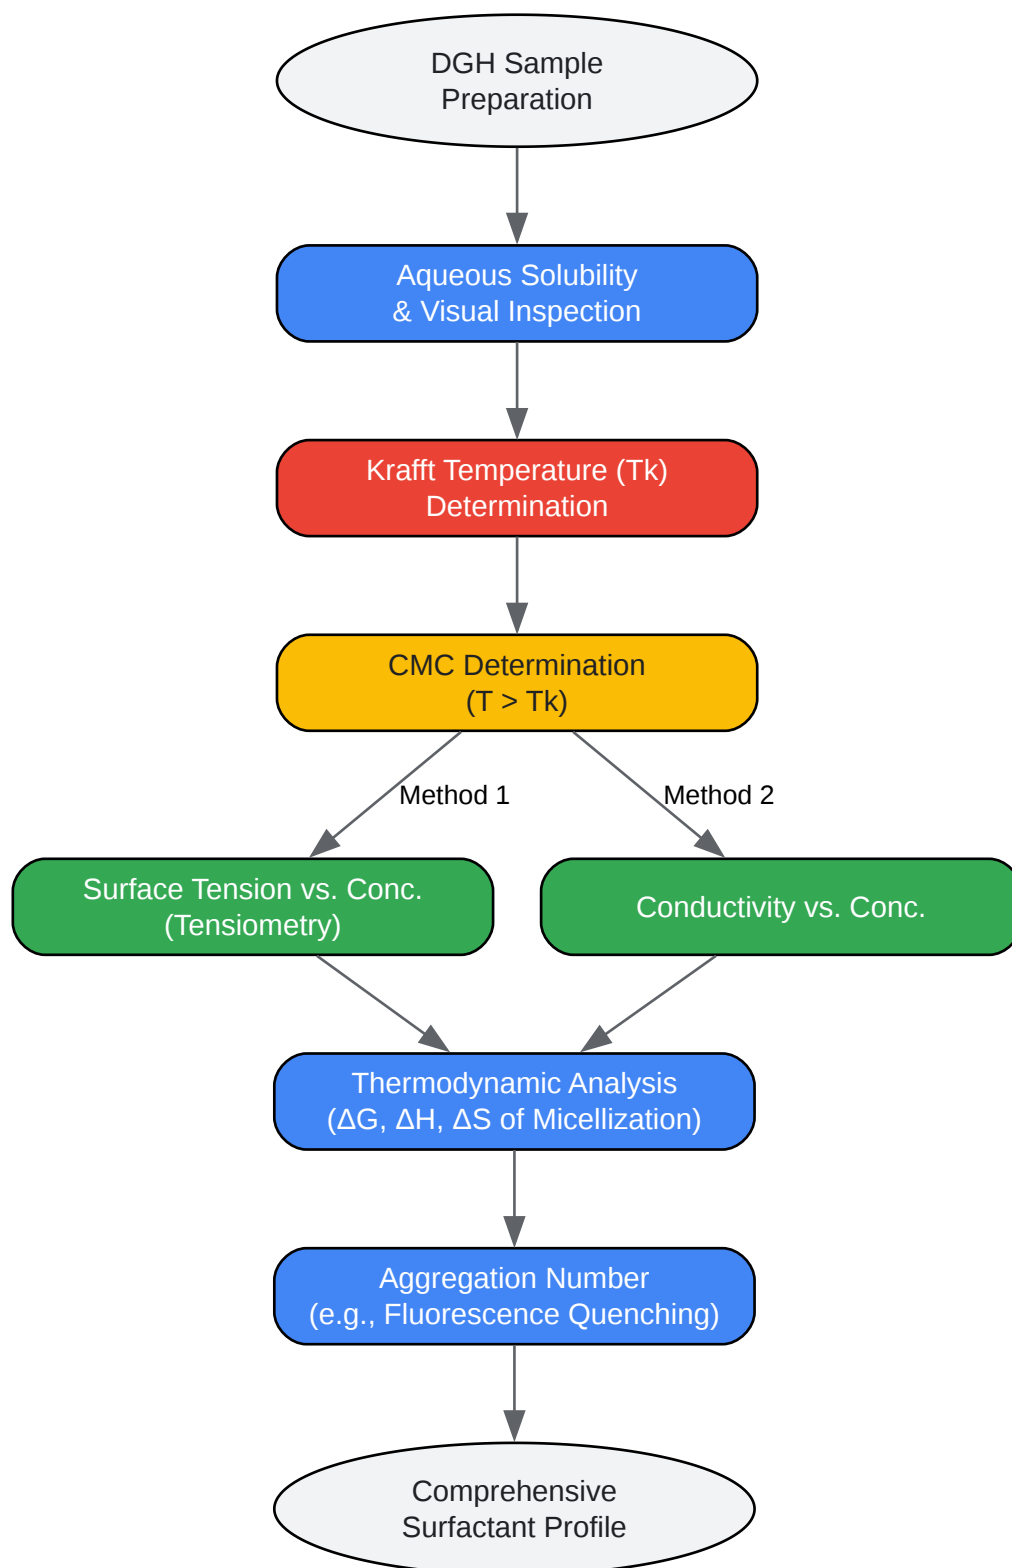 DGH Sample
Preparation
Aqueous Solubility
& Visual Inspection
Krafft Temperature (Tk)
Determination
CMC Determination
(T > Tk)
Method 1
Method 2
Surface Tension vs. Conc.
(Tensiometry)
Conductivity vs. Conc.
Thermodynamic Analysis
(ΔG, ΔH, ΔS of Micellization)
Aggregation Number
(e.g., Fluorescence Quenching)
Comprehensive
Surfactant Profile